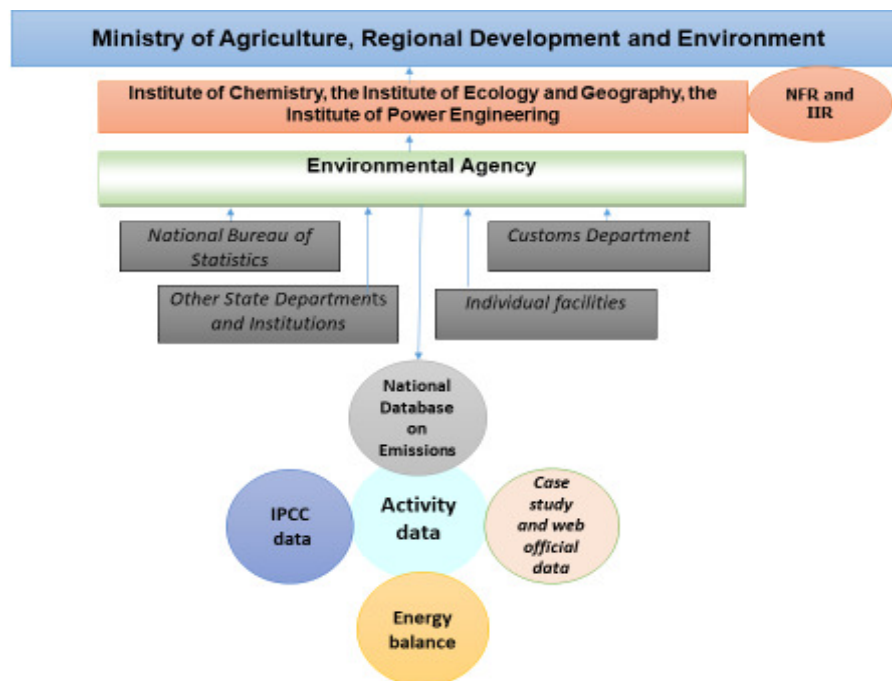 Ministry of Agriculture, Regional Development and Environment
Institute of Chemistry, the Institute of Ecology and Geography, the
Institute of Power Engineering
NFR and
IIR
Environmental Agency
National Bureau of
Statistics
Customs Department
Other State Departments
and Institutions
Individual facilities
National
Database
on
Emissions
IPCC
data
Activity
data
Case
study
and web
official
data
Energy
balance